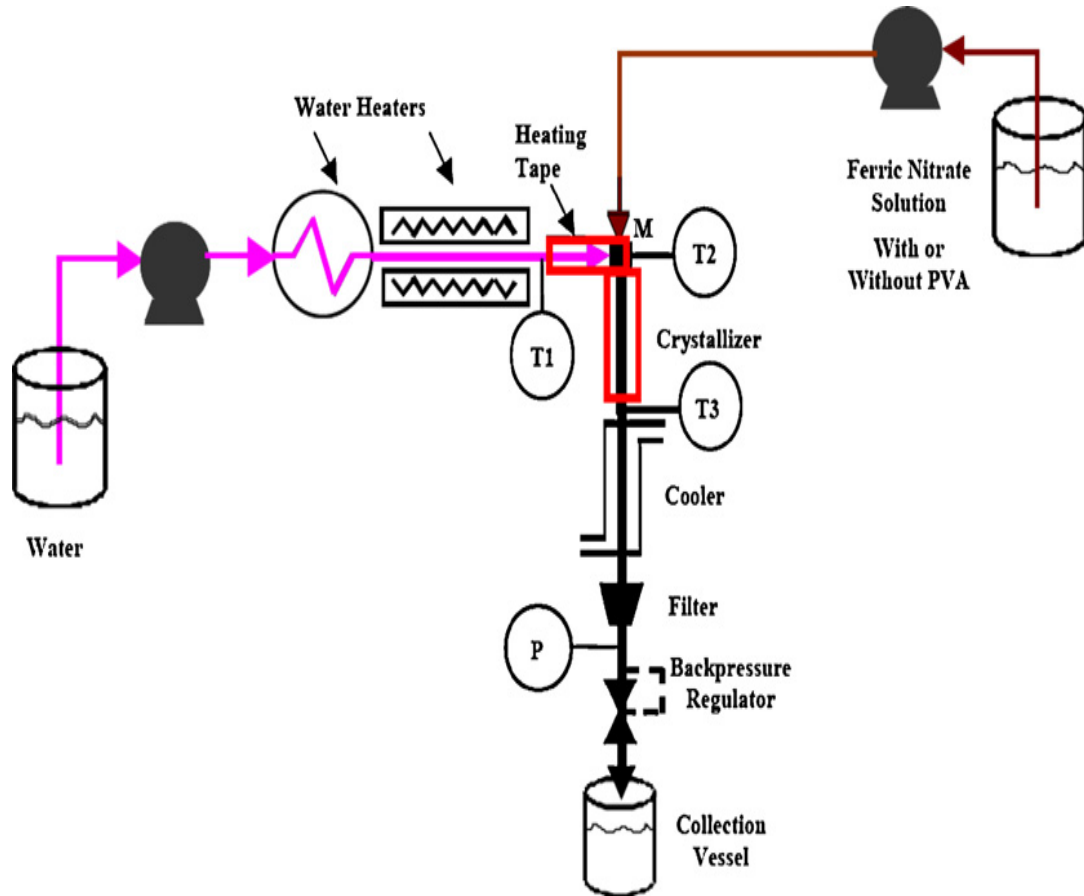 Water Heaters
Heating
Tape
M
T2
Ferric Nitrate
Solution
With or
Without PVA
T1
Crystallizer
T3
Water
Cooler
Filter
P
Backpressure
Regulator
Collection
Vessel